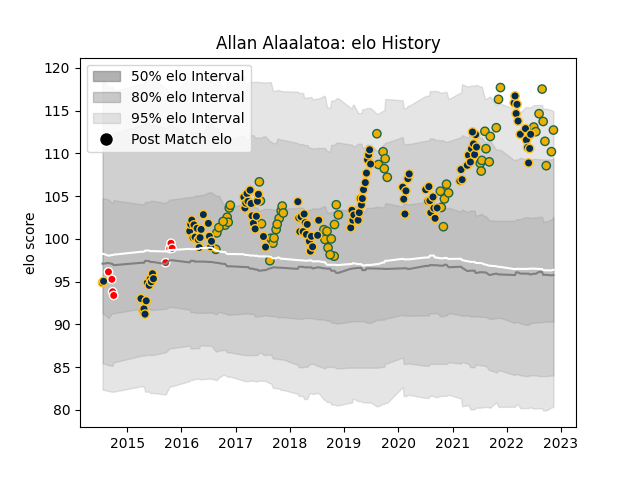 Allan Alaalatoa: elo History
50% elo Interval
80% elo Interval
95% elo Interval
Post Match elo
elo score
120
115
110
105
100
95
90
85
80
2015 2016 2017 2018 2019 2020 2021 2022 2023